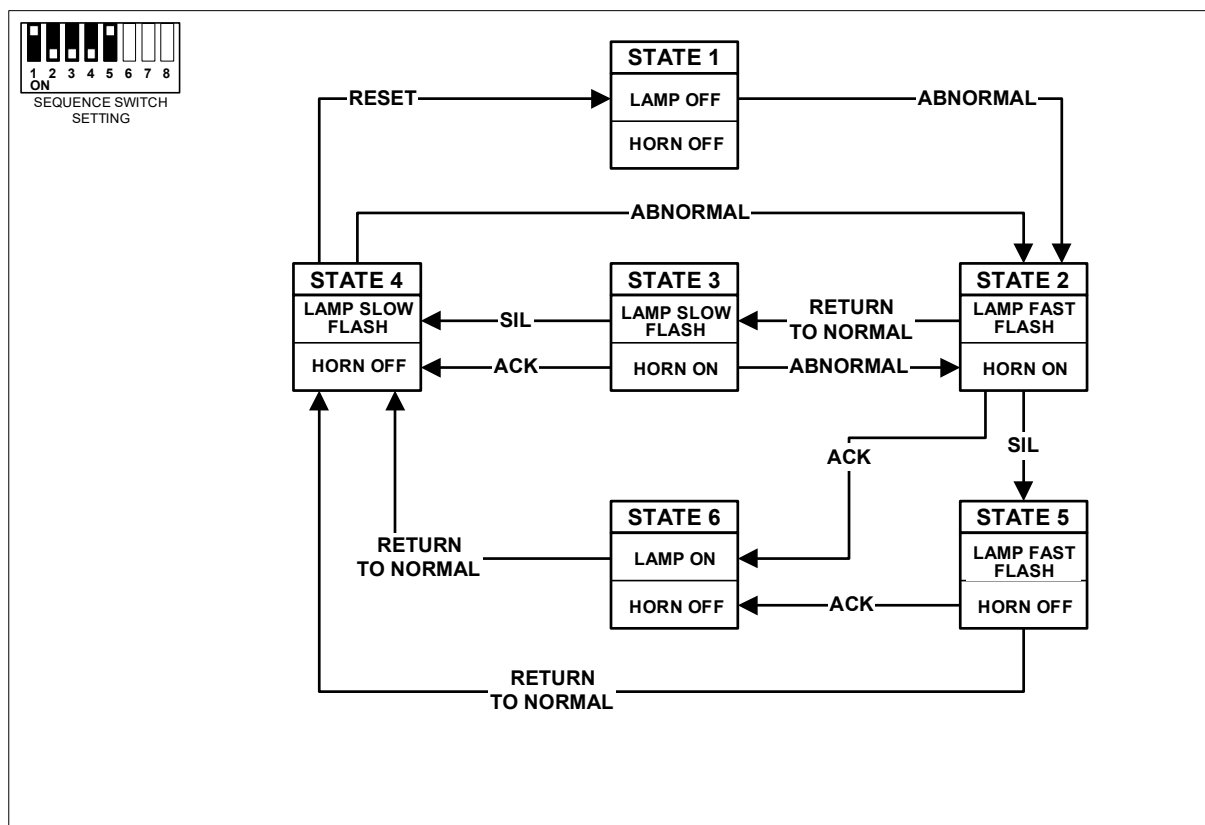 1 2 3 4 5 6 7 8
ON
SEQUENCE SWITCH
SETTING
STATE 1
LAMP OFF
HORN OFF
RESET
ABNORMAL
ABNORMAL
STATE 4
LAMP SLOW
FLASH
HORN OFF
SIL
ACK
STATE 3
LAMP SLOW
FLASH
HORN ON
RETURN
TO NORMAL
ABNORMAL
STATE 2
LAMP FAST
FLASH
HORN ON
ACK
SIL
RETURN
TO NORMAL
STATE 6
LAMP ON
HORN OFF
ACK
STATE 5
LAMP FAST
FLASH
HORN OFF
RETURN
TO NORMAL